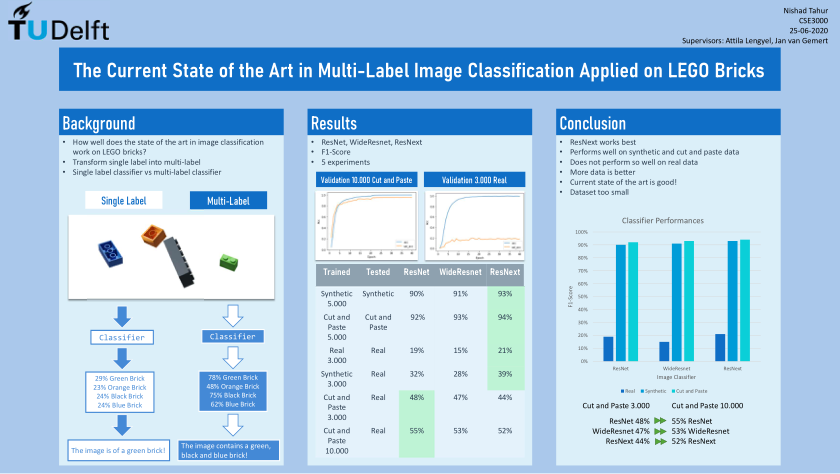 TU Delft
Nishad Tahur
CSE3000
25-06-2020
Supervisors: Attila Lengyel, Jan van Gemert
The Current State of the Art in Multi-Label Image Classification Applied on LEGO Bricks
Background
• How well does the state of the art in image classification
work on LEGO bricks?
• Transform single label into multi-label
• Single label classifier vs multi-label classifier
Single Label
Multi-Label
Classifier
Classifier
29% Green Brick
23% Orange Brick
24% Black Brick
24% Blue Brick
78% Green Brick
48% Orange Brick
75% Black Brick
62% Blue Brick
The image is of a green brick!
The image contains a green,
black and blue brick!
Results
• ResNet, WideResnet, ResNext
• F1-Score
• 5 experiments
Validation 10.000 Cut and Paste
Validation 3.000 Real
Trained Tested ResNet WideResnet ResNext
Synthetic 5.000 Synthetic 90% 91% 93%
Cut and Paste 5.000 Cut and Paste 92% 93% 94%
Real 3.000 Real 19% 15% 21%
Synthetic 3.000 Real 32% 28% 39%
Cut and Paste 3.000 Real 48% 47% 44%
Cut and Paste 10.000 Real 55% 53% 52%
Conclusion
• ResNext works best
• Performs well on synthetic and cut and paste data
• Does not perform so well on real data
• More data is better
• Current state of the art is good!
• Dataset too small
Classifier Performances
100%
90%
80%
70%
60%
50%
40%
30%
20%
10%
0%
F1-Score
ResNet WideResnet ResNext
Image Classifier
Real Synthetic Cut and Paste
Cut and Paste 3.000 Cut and Paste 10.000
ResNet 48% 55% ResNet
WideResnet 47% 53% WideResnet
ResNext 44% 52% ResNext